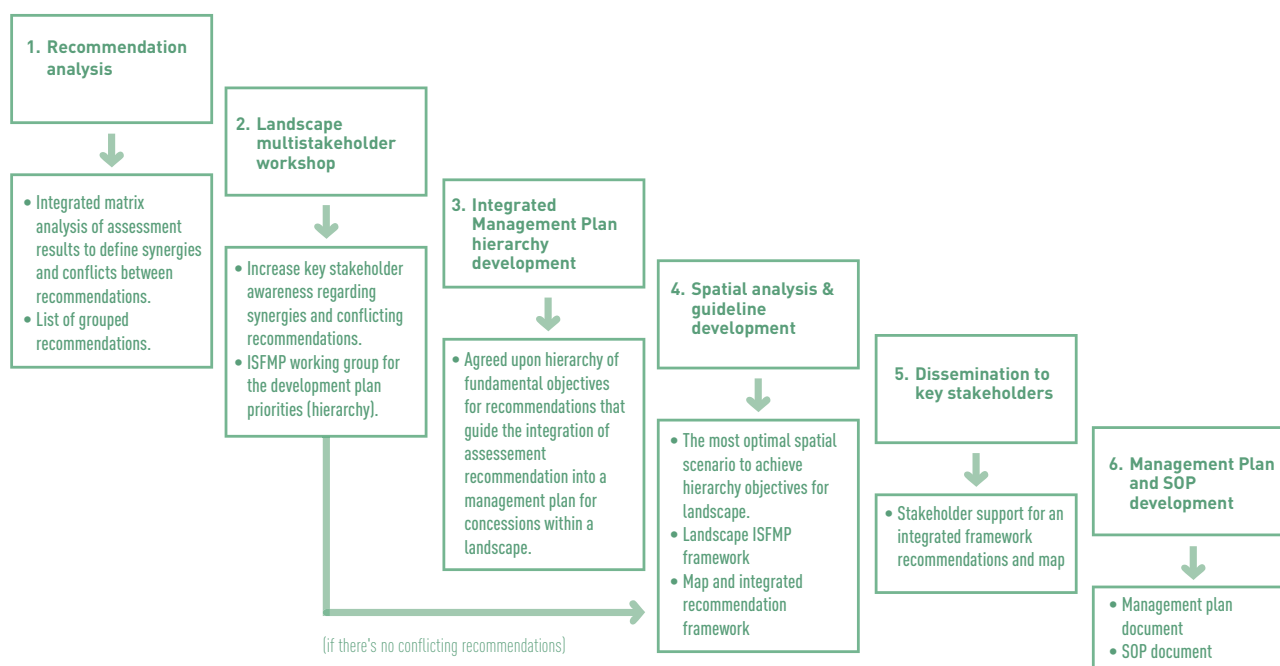 1. Recommendation
analysis
• Integrated matrix
analysis of assessment
results to define synergies
and conflicts between
recommendations.
• List of grouped
recommendations.
2. Landscape
multistakeholder
workshop
• Increase key stakeholder
awareness regarding
synergies and conflicting
recommendations.
• ISFMP working group for
the development plan
priorities (hierarchy).
(if there's no conflicting recommendations)
3. Integrated
Management Plan
hierarchy
development
• Agreed upon hierarchy of
fundamental objectives
for recommendations that
guide the integration of
assessement
recommendation into a
management plan for
concessions within a
landscape.
4. Spatial analysis &
guideline
development
• The most optimal spatial
scenario to achieve
hierarchy objectives for
landscape.
• Landscape ISFMP
framework
• Map and integrated
recommendation
framework
5. Dissemination to
key stakeholders
• Stakeholder support for an
integrated framework
recommendations and map
6. Management Plan
and SOP
development
• Management plan
document
• SOP document